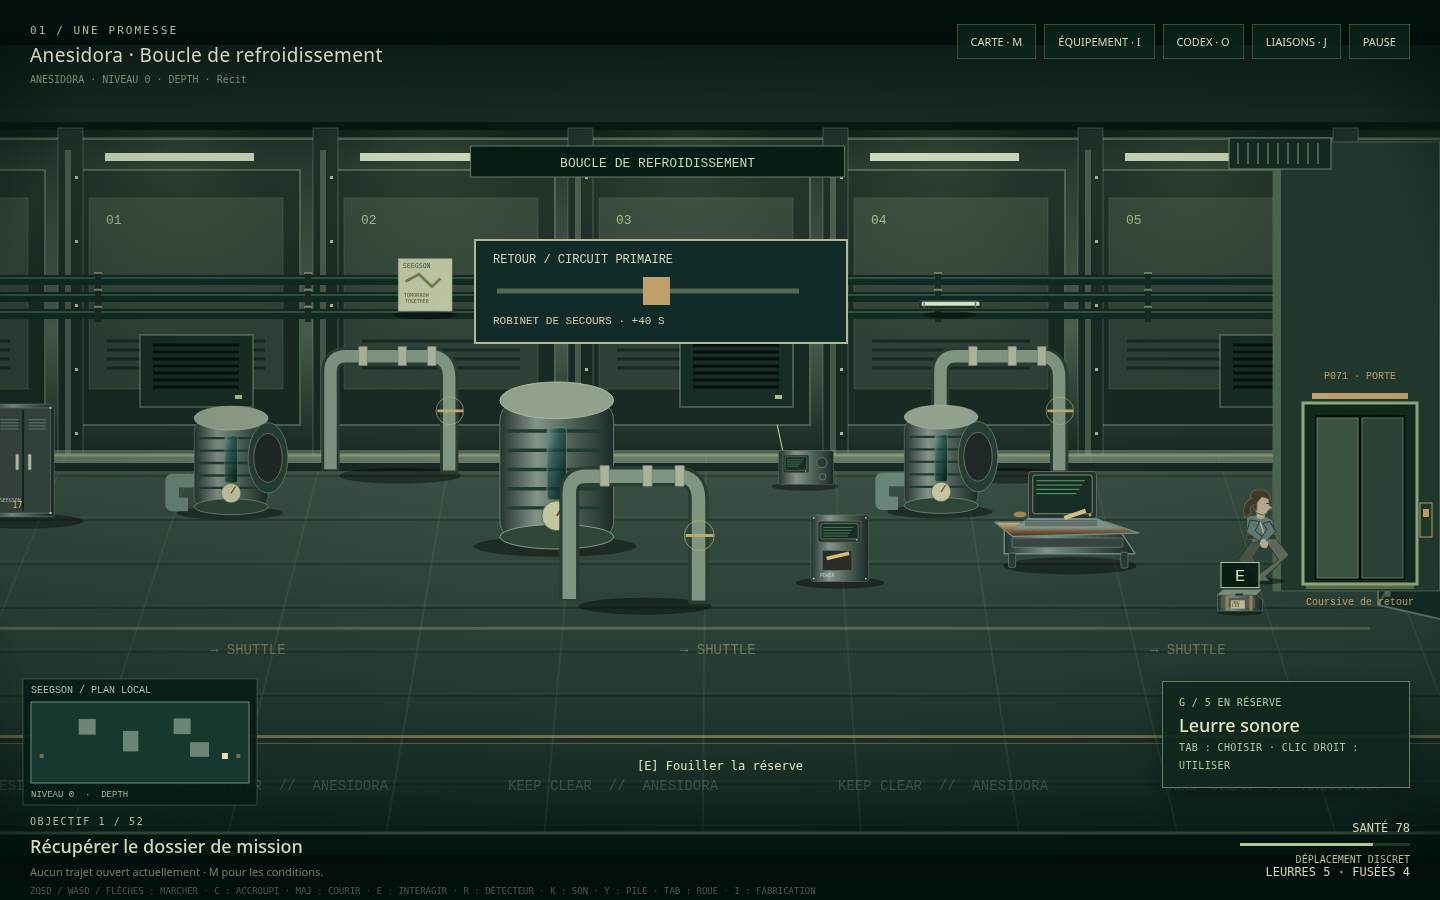 01 / UNE PROMESSE
Anesidora · Boucle de refroidissement
ANESIDORA · NIVEAU 0 · DEPTH · Récit
CARTE · M
ÉQUIPEMENT · I
CODEX · O
LIAISONS · J
PAUSE
BOUCLE DE REFROIDISSEMENT
01
02
03
04
05
SEEGSON
TOMORROW
TOGETHER
RETOUR / CIRCUIT PRIMAIRE
ROBINET DE SECOURS · +40 S
P071 · PORTE
SEEGSON
17
POWER
E
Coursive de retour
→ SHUTTLE
→ SHUTTLE
→ SHUTTLE
SEEGSON / PLAN LOCAL
NIVEAU 0 · DEPTH
G / 5 EN RÉSERVE
Leurre sonore
TAB : CHOISIR · CLIC DROIT :
UTILISER
[E] Fouiller la réserve
// ANESIDORA
KEEP CLEAR // ANESIDORA
KEEP CLEAR // ANESIDORA
OBJECTIF 1 / 52
Récupérer le dossier de mission
Aucun trajet ouvert actuellement · M pour les conditions.
ZQSD / WASD / FLÈCHES : MARCHER · C : ACCROUPI · MAJ : COURIR · E : INTERAGIR · R : DÉTECTEUR · K : SON · Y : PILE · TAB : ROUE · I : FABRICATION
SANTÉ 78
DÉPLACEMENT DISCRET
LEURRES 5 · FUSÉES 4